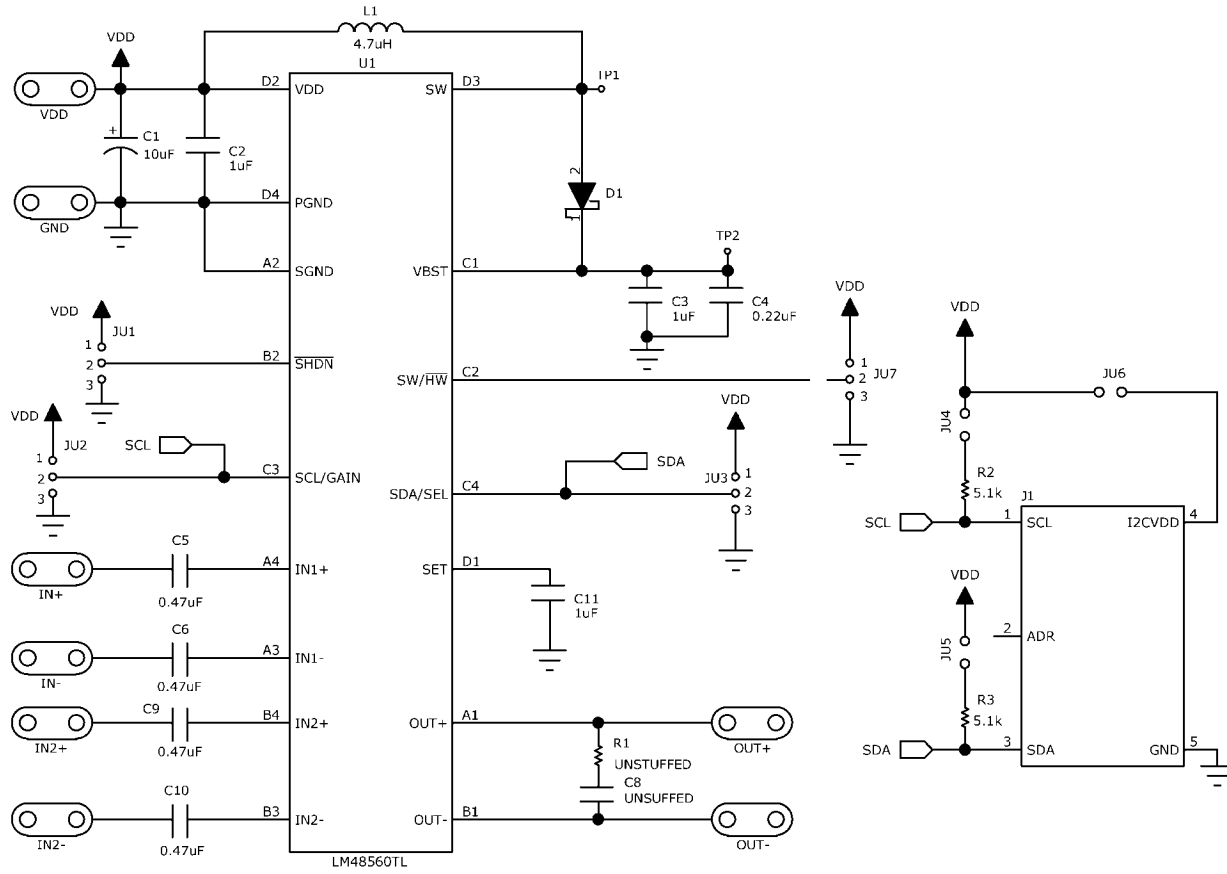 L1
4.7uH
VDD
U1
D2
VDD
SW
D3
TP1
VDD
+
C1
10uF
C2
1uF
2
D1
1
D4
PGND
GND
TP2
A2
SGND
VBST
C1
VDD
C3
1uF
C4
0.22uF
VDD
VDD
JU1
1
2
3
B2
SHDN
SW/HW
C2
1
2
3
JU7
JU6
VDD
JU2
1
2
3
SCL
C3
SCL/GAIN
VDD
SDA
JU4
SDA/SEL
C4
JU3
1
2
3
R2
5.1k
J1
SCL
1
SCL
I2CVDD
4
C5
0.47uF
IN+
A4
IN1+
SET
D1
C11
1uF
VDD
2
ADR
JU5
C6
0.47uF
IN-
A3
IN1-
C9
0.47uF
IN2+
B4
IN2+
OUT+
A1
OUT+
R1
UNSTUFFED
C8
UNSUFFED
R3
5.1k
SDA
3
SDA
GND
5
C10
0.47uF
IN2-
B3
IN2-
OUT-
B1
OUT-
LM48560TL